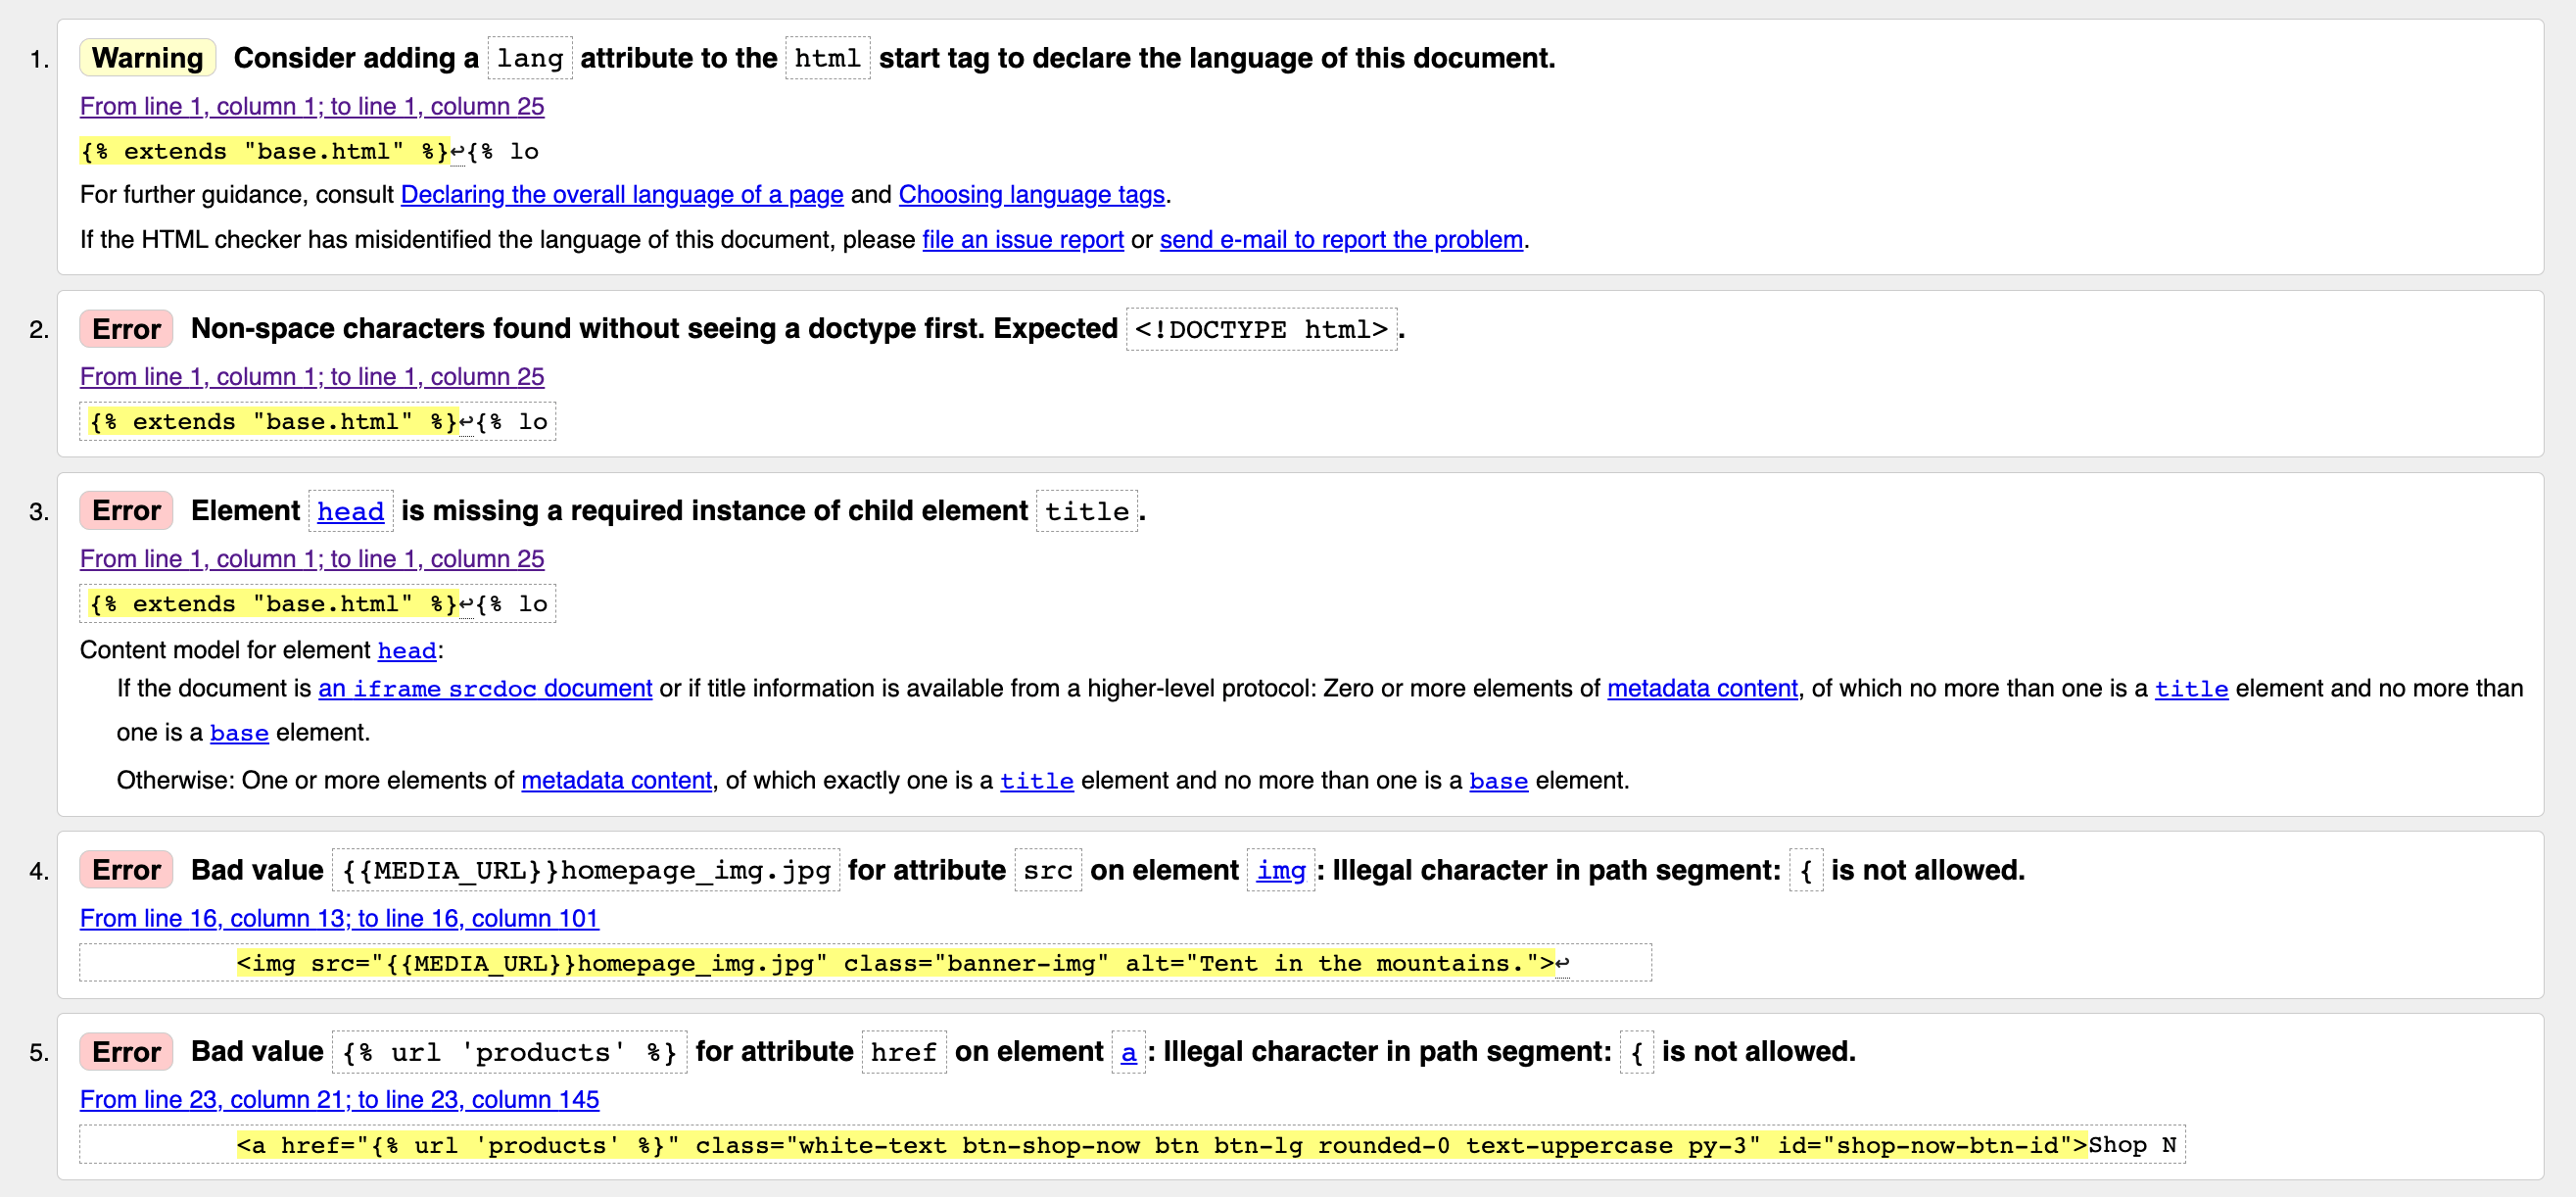 1. Warning Consider adding a lang attribute to the html start tag to declare the language of this document.
From line 1, column 1; to line 1, column 25
{% extends "base.html" %}↩{% lo
For further guidance, consult Declaring the overall language of a page and Choosing language tags.
If the HTML checker has misidentified the language of this document, please file an issue report or send e-mail to report the problem.
2. Error Non-space characters found without seeing a doctype first. Expected <!DOCTYPE html>.
From line 1, column 1; to line 1, column 25
{% extends "base.html" %}↩{% lo
3. Error Element head is missing a required instance of child element title.
From line 1, column 1; to line 1, column 25
{% extends "base.html" %}↩{% lo
Content model for element head:
If the document is an iframe srcdoc document or if title information is available from a higher-level protocol: Zero or more elements of metadata content, of which no more than one is a title element and no more than
one is a base element.
Otherwise: One or more elements of metadata content, of which exactly one is a title element and no more than one is a base element.
4. Error Bad value {{MEDIA_URL}}homepage_img.jpg for attribute src on element img: Illegal character in path segment: { is not allowed.
From line 16, column 13; to line 16, column 101
<img src="{{MEDIA_URL}}homepage_img.jpg" class="banner-img" alt="Tent in the mountains.">↩
5. Error Bad value {% url 'products' %} for attribute href on element a: Illegal character in path segment: { is not allowed.
From line 23, column 21; to line 23, column 145
<a href="{% url 'products' %}" class="white-text btn-shop-now btn btn-lg rounded-0 text-uppercase py-3" id="shop-now-btn-id">Shop N